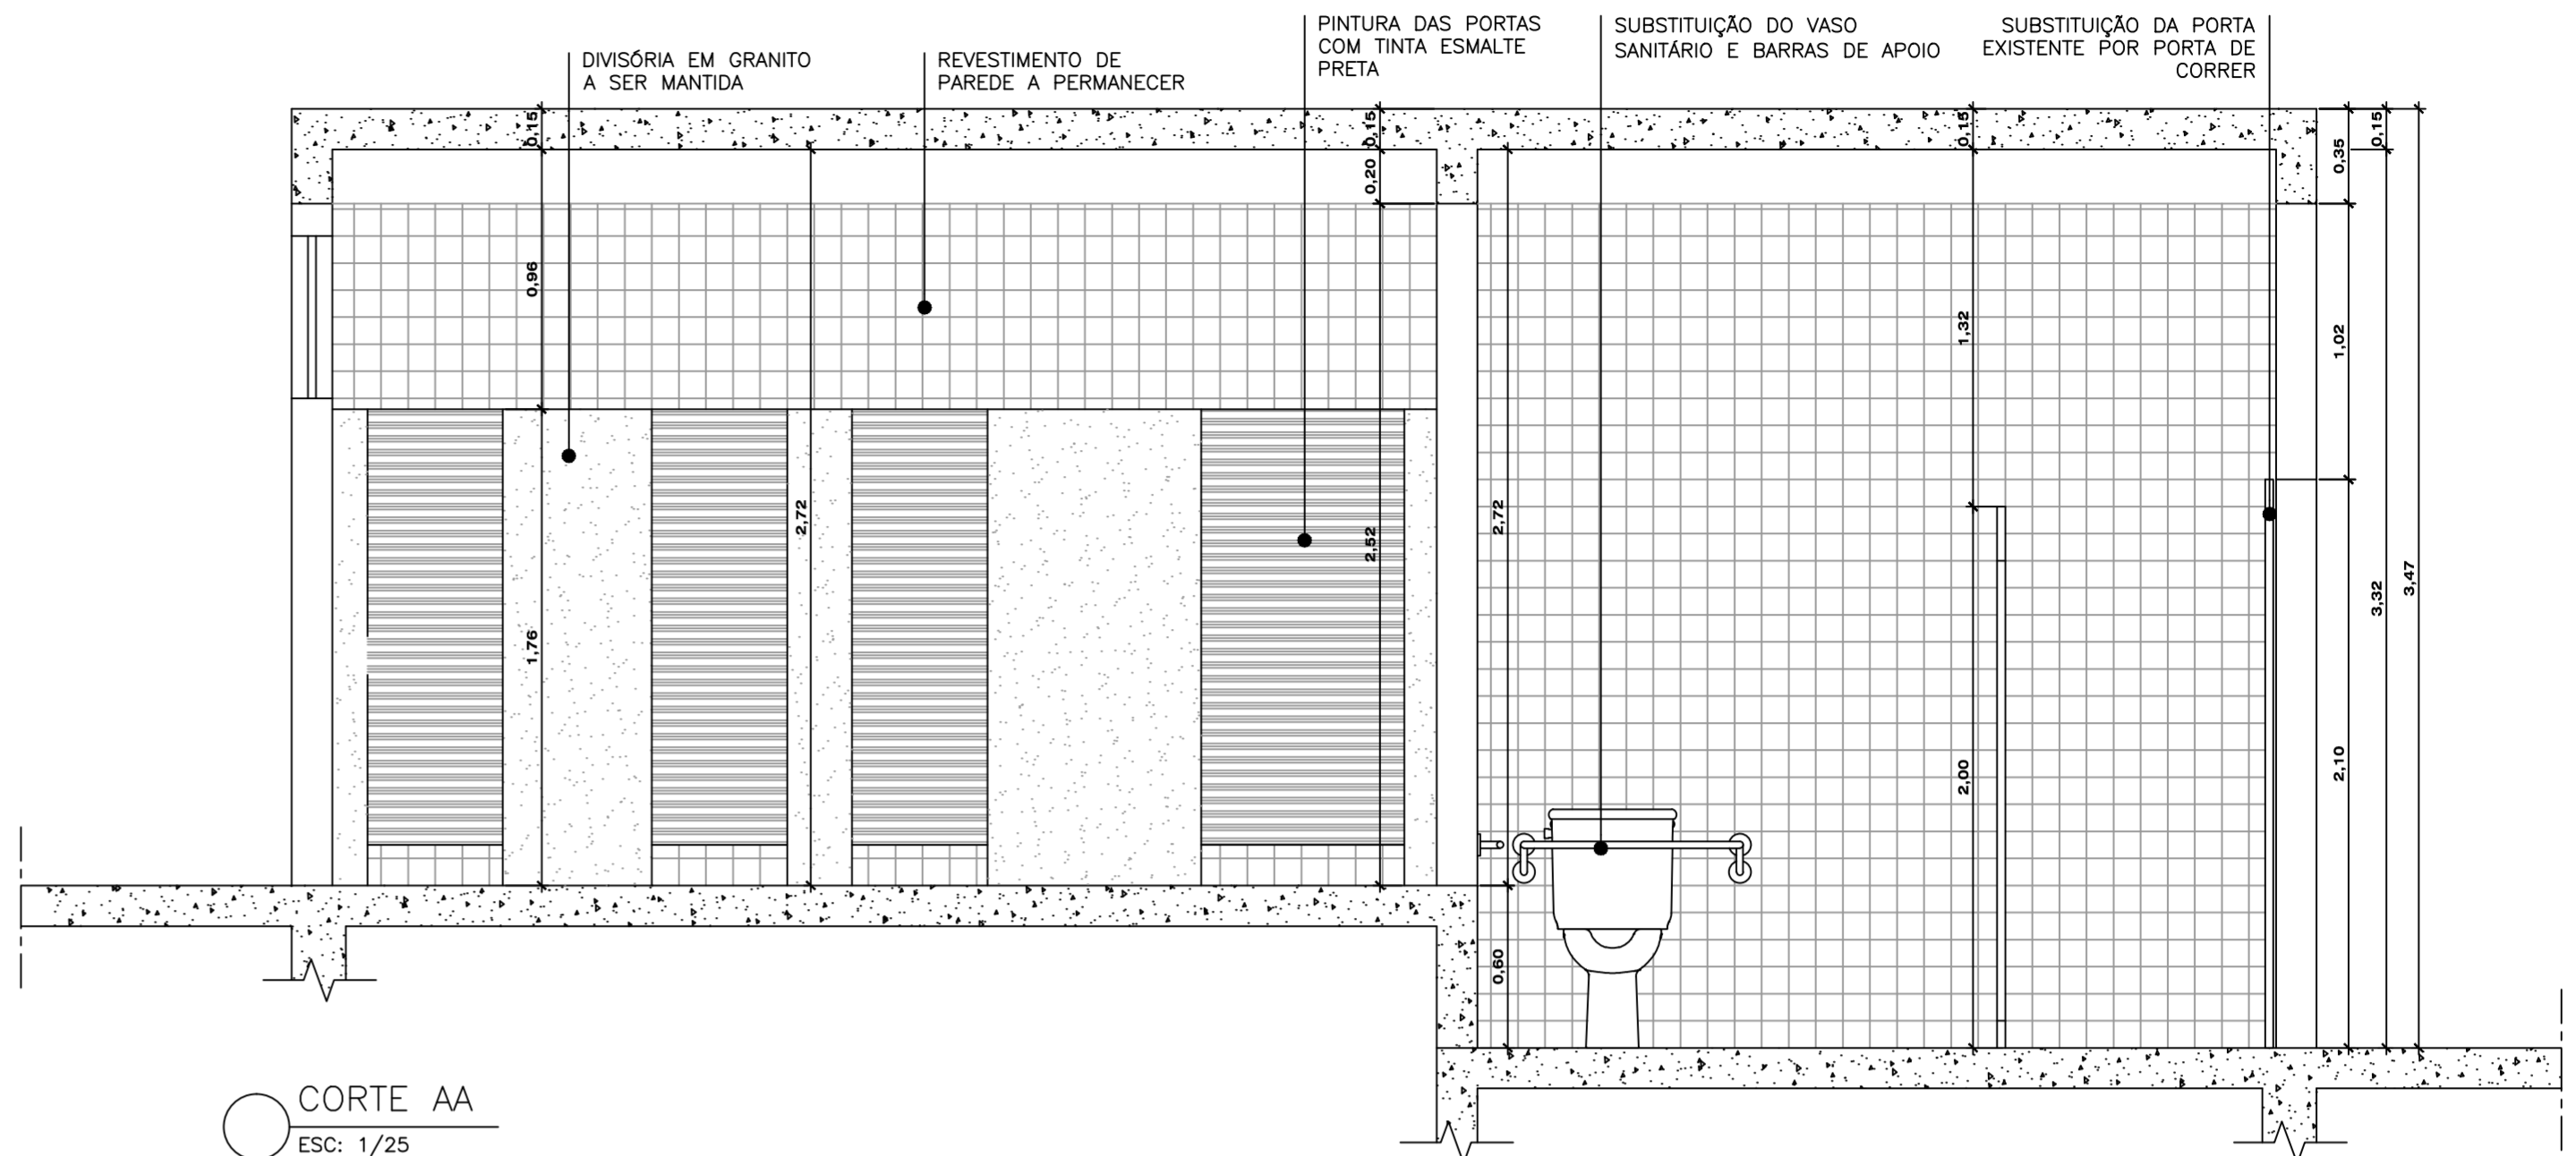 DIVISÓRIA EM GRANITO
A SER MANTIDA
REVESTIMENTO DE
PAREDE A PERMANECER
PINTURA DAS PORTAS
COM TINTA ESMALTE
PRETA
SUBSTITUIÇÃO DO VASO
SANITÁRIO E BARRAS DE APOIO
SUBSTITUIÇÃO DA PORTA
EXISTENTE POR PORTA DE
CORRER
0,15
0,96
1,76
2,72
0,15
0,20
2,52
2,72
0,60
0,15
1,32
2,00
0,35
1,02
2,10
0,15
3,32
3,47
CORTE AA
ESC: 1/25